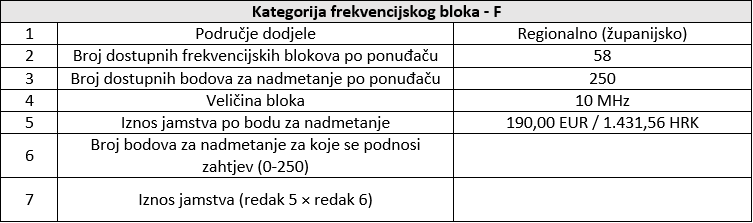 Kategorija frekvencijskog bloka - F
1 Područje dodjele Regionalno (županijsko)
2 Broj dostupnih frekvencijskih blokova po ponuđaču 58
3 Broj dostupnih bodova za nadmetanje po ponuđaču 250
4 Veličina bloka 10 MHz
5 Iznos jamstva po bodu za nadmetanje 190,00 EUR / 1.431,56 HRK
6 Broj bodova za nadmetanje za koje se podnosi
zahtjev (0-250)
7 Iznos jamstva (redak 5 × redak 6)